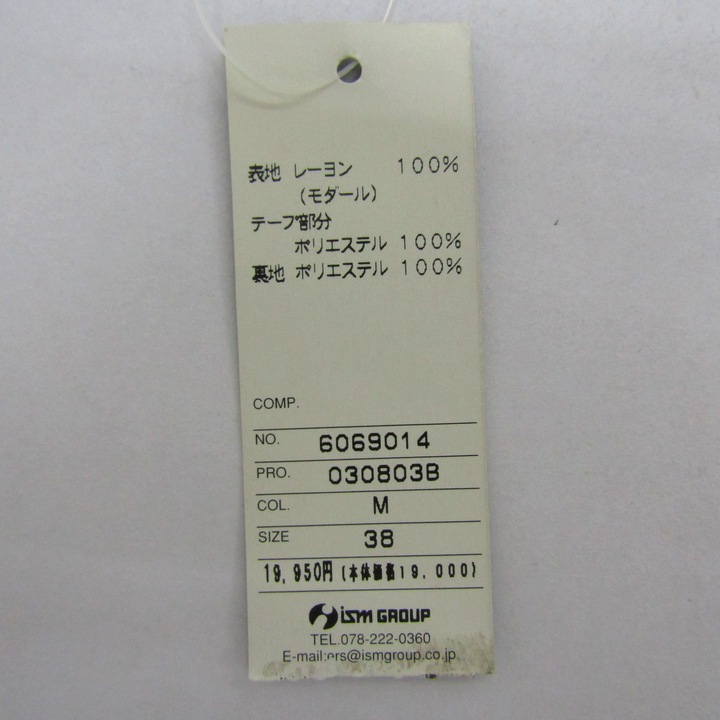 表地 レーヨン 100%
(モダール)
テープ部分
ポリエステル 100%
裏地 ポリエステル 100%
COMP.
NO. 6069014
PRO. 030803B
COL. M
SIZE 38
19,950円(本体価格19,000)
ism GROUP
TEL.078-222-0360
E-mail:ers@ismgroup.co.jp